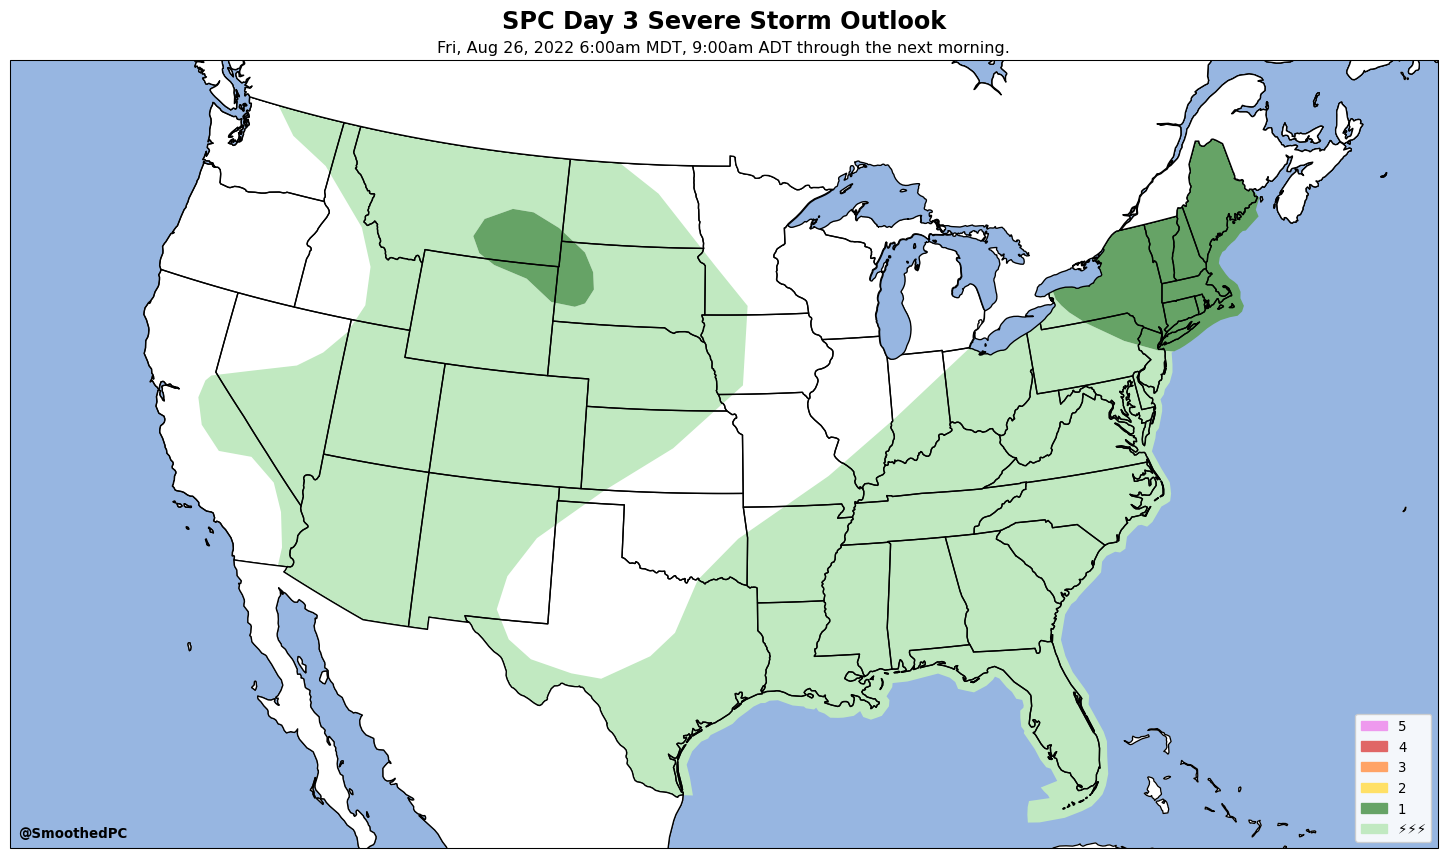 SPC Day 3 Severe Storm Outlook
Fri, Aug 26, 2022 6:00am MDT, 9:00am ADT through the next morning.
5
4
3
2
1
⚡⚡⚡
@SmoothedPC